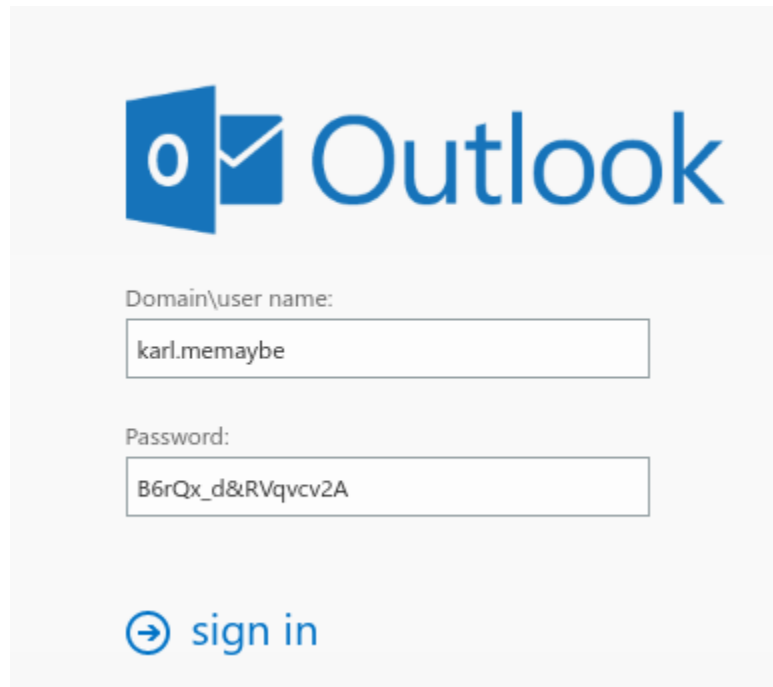 Outlook
Domain\user name:
karl.memaybe
Password:
B6rQx_d&RVqvcv2A
sign in